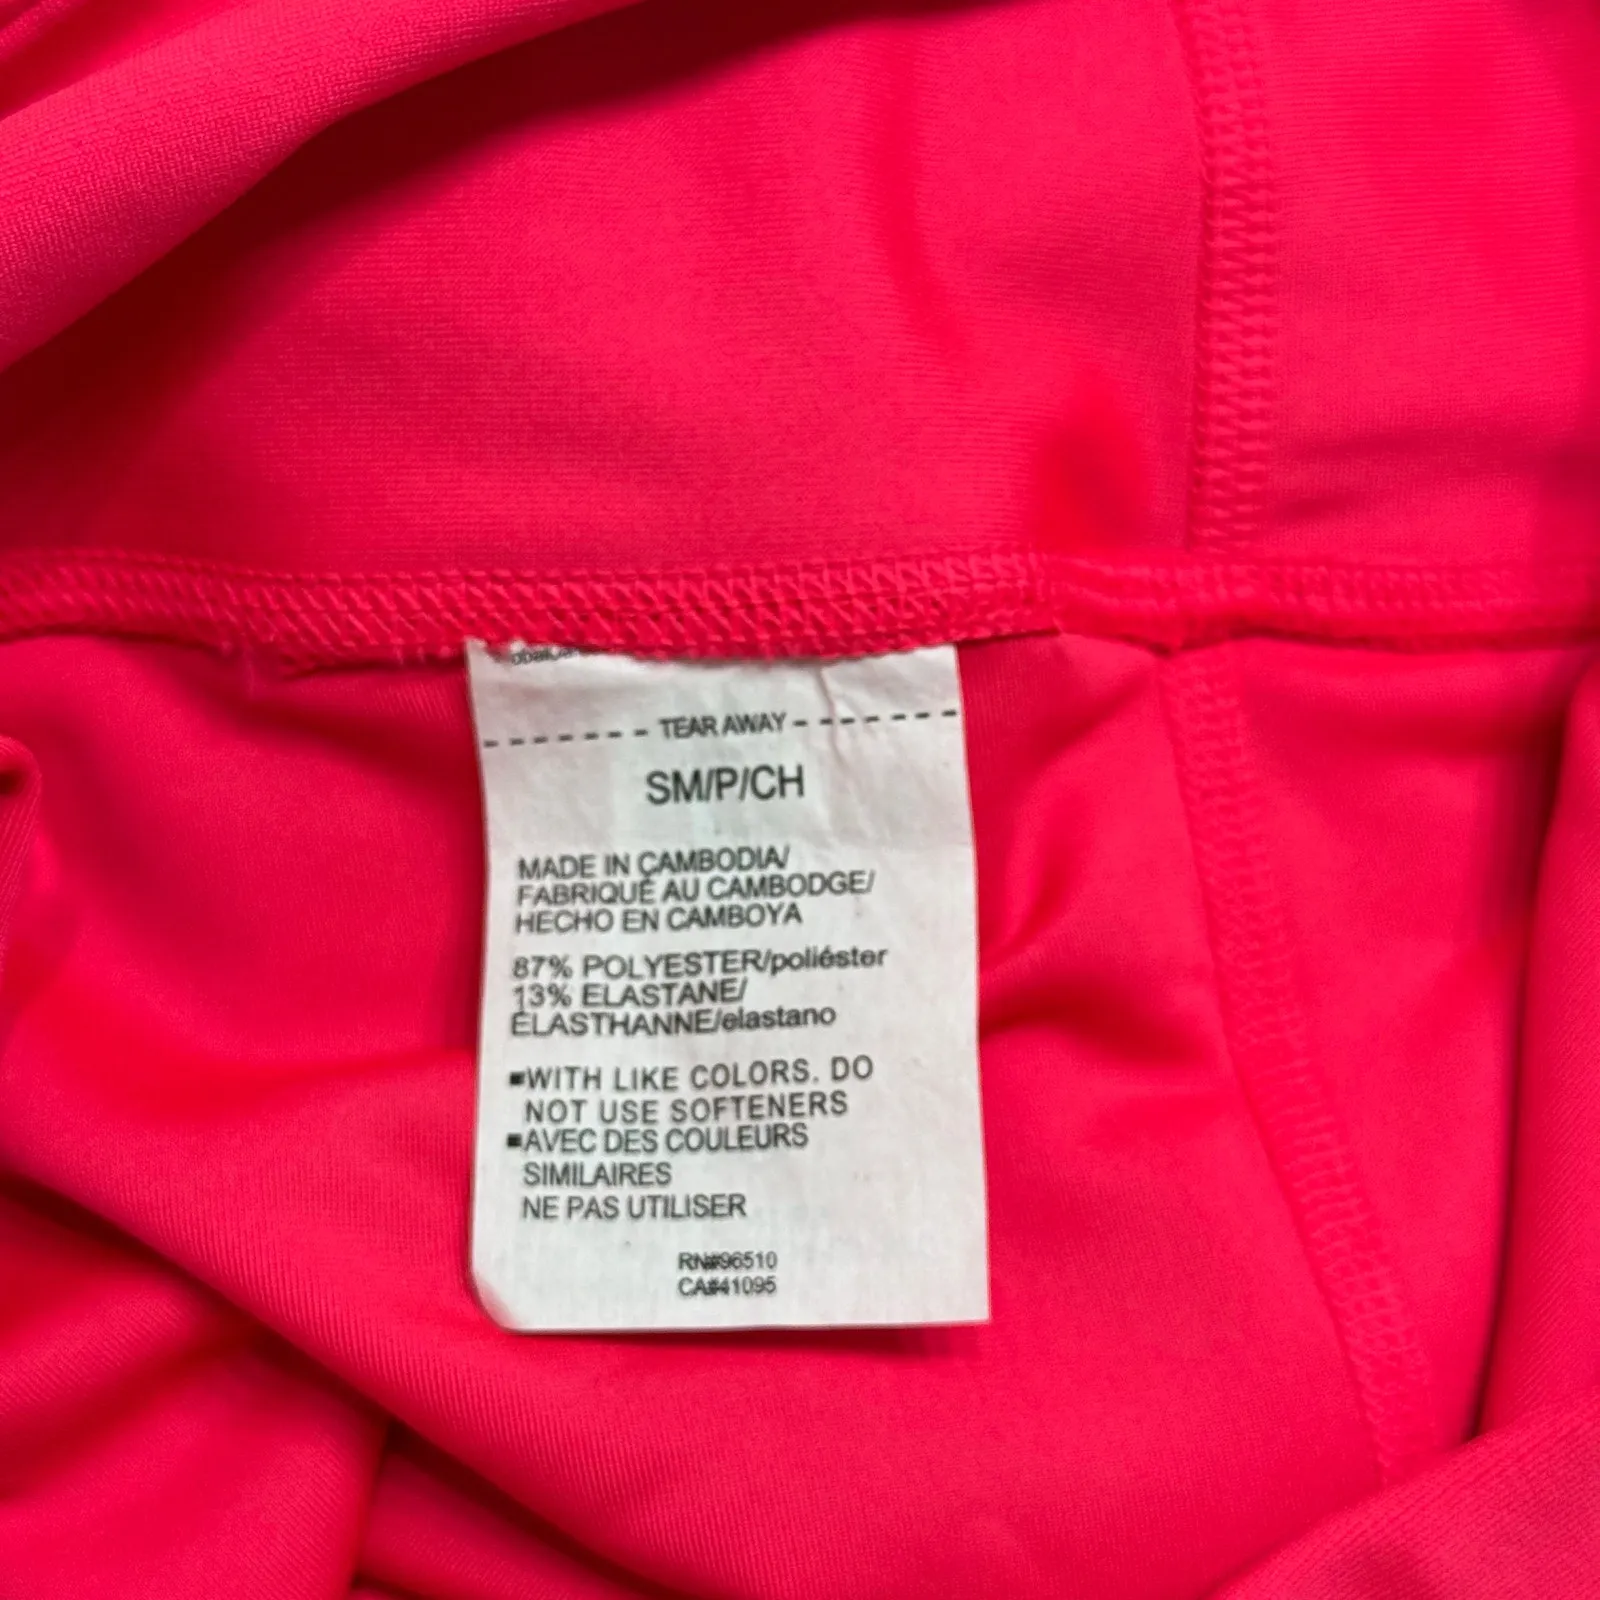 TEAR AWAY
SM/P/CH
MADE IN CAMBODIA/
FABRIQUÉ AU CAMBODGE/
HECHO EN CAMBOYA
87% POLYESTER/poliéster
13% ELASTANE/
ÉLASTHANNE/elastano
▪WITH LIKE COLORS. DO
NOT USE SOFTENERS
▪AVEC DES COULEURS
SIMILAIRES
NE PAS UTILISER
RN#96510
CA#41095